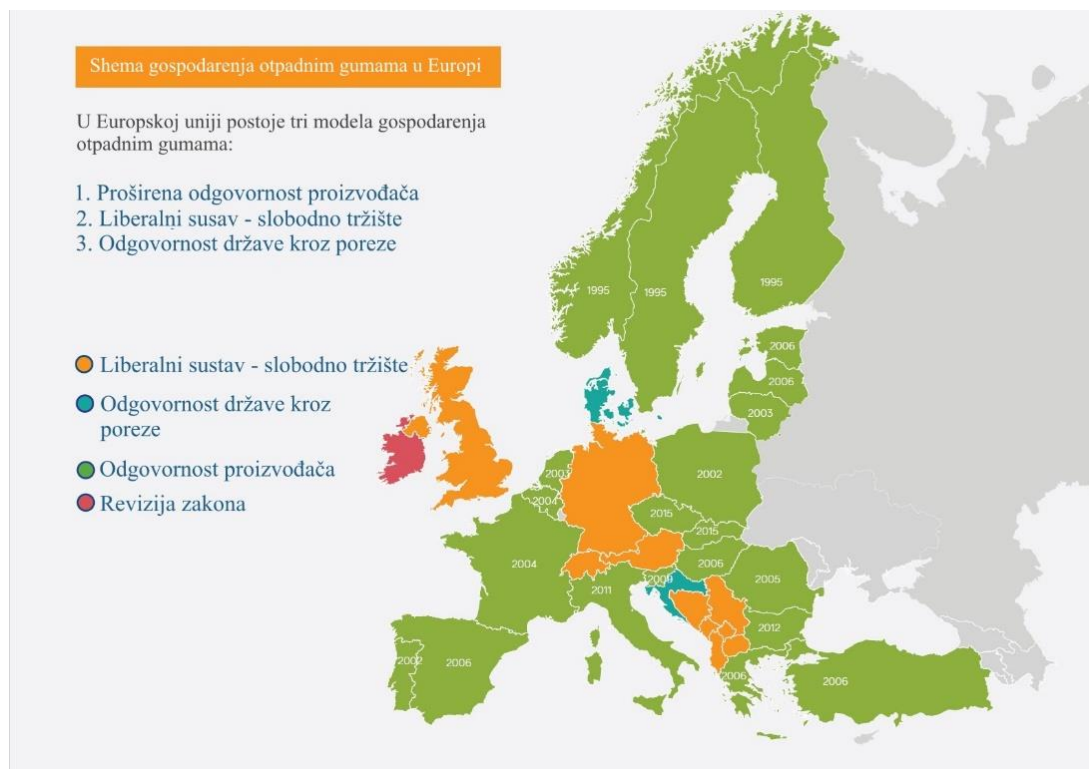 Shema gospodarenja otpadnim gumama u Europi
U Europskoj uniji postoje tri modela gospodarenja
otpadnim gumama:
1. Proširena odgovornost proizvođača
2. Liberalni susav - slobodno tržište
3. Odgovornost države kroz poreze
1995
1995
1995
2006
Liberalni sustav - slobodno tržište
2006
Odgovornost države kroz
poreze
2003
Odgovornost proizvođača
2003
2002
Revizija zakona
2004
2015
2015
2004
2006
2009
2005
2011
2012
2002
2006
2006
2006